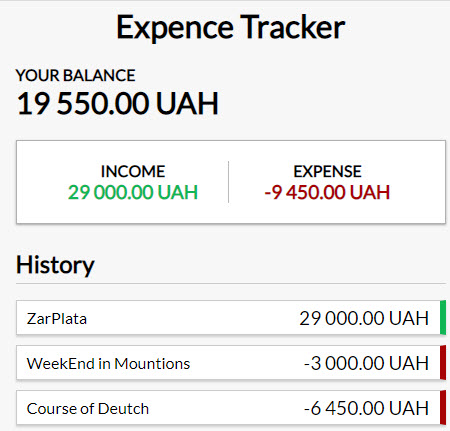 Expence Tracker
YOUR BALANCE
19 550.00 UAH
INCOME EXPENSE
29 000.00 UAH -9 450.00 UAH
History
ZarPlata 29 000.00 UAH
WeekEnd in Mountions -3 000.00 UAH
Course of Deutch -6 450.00 UAH